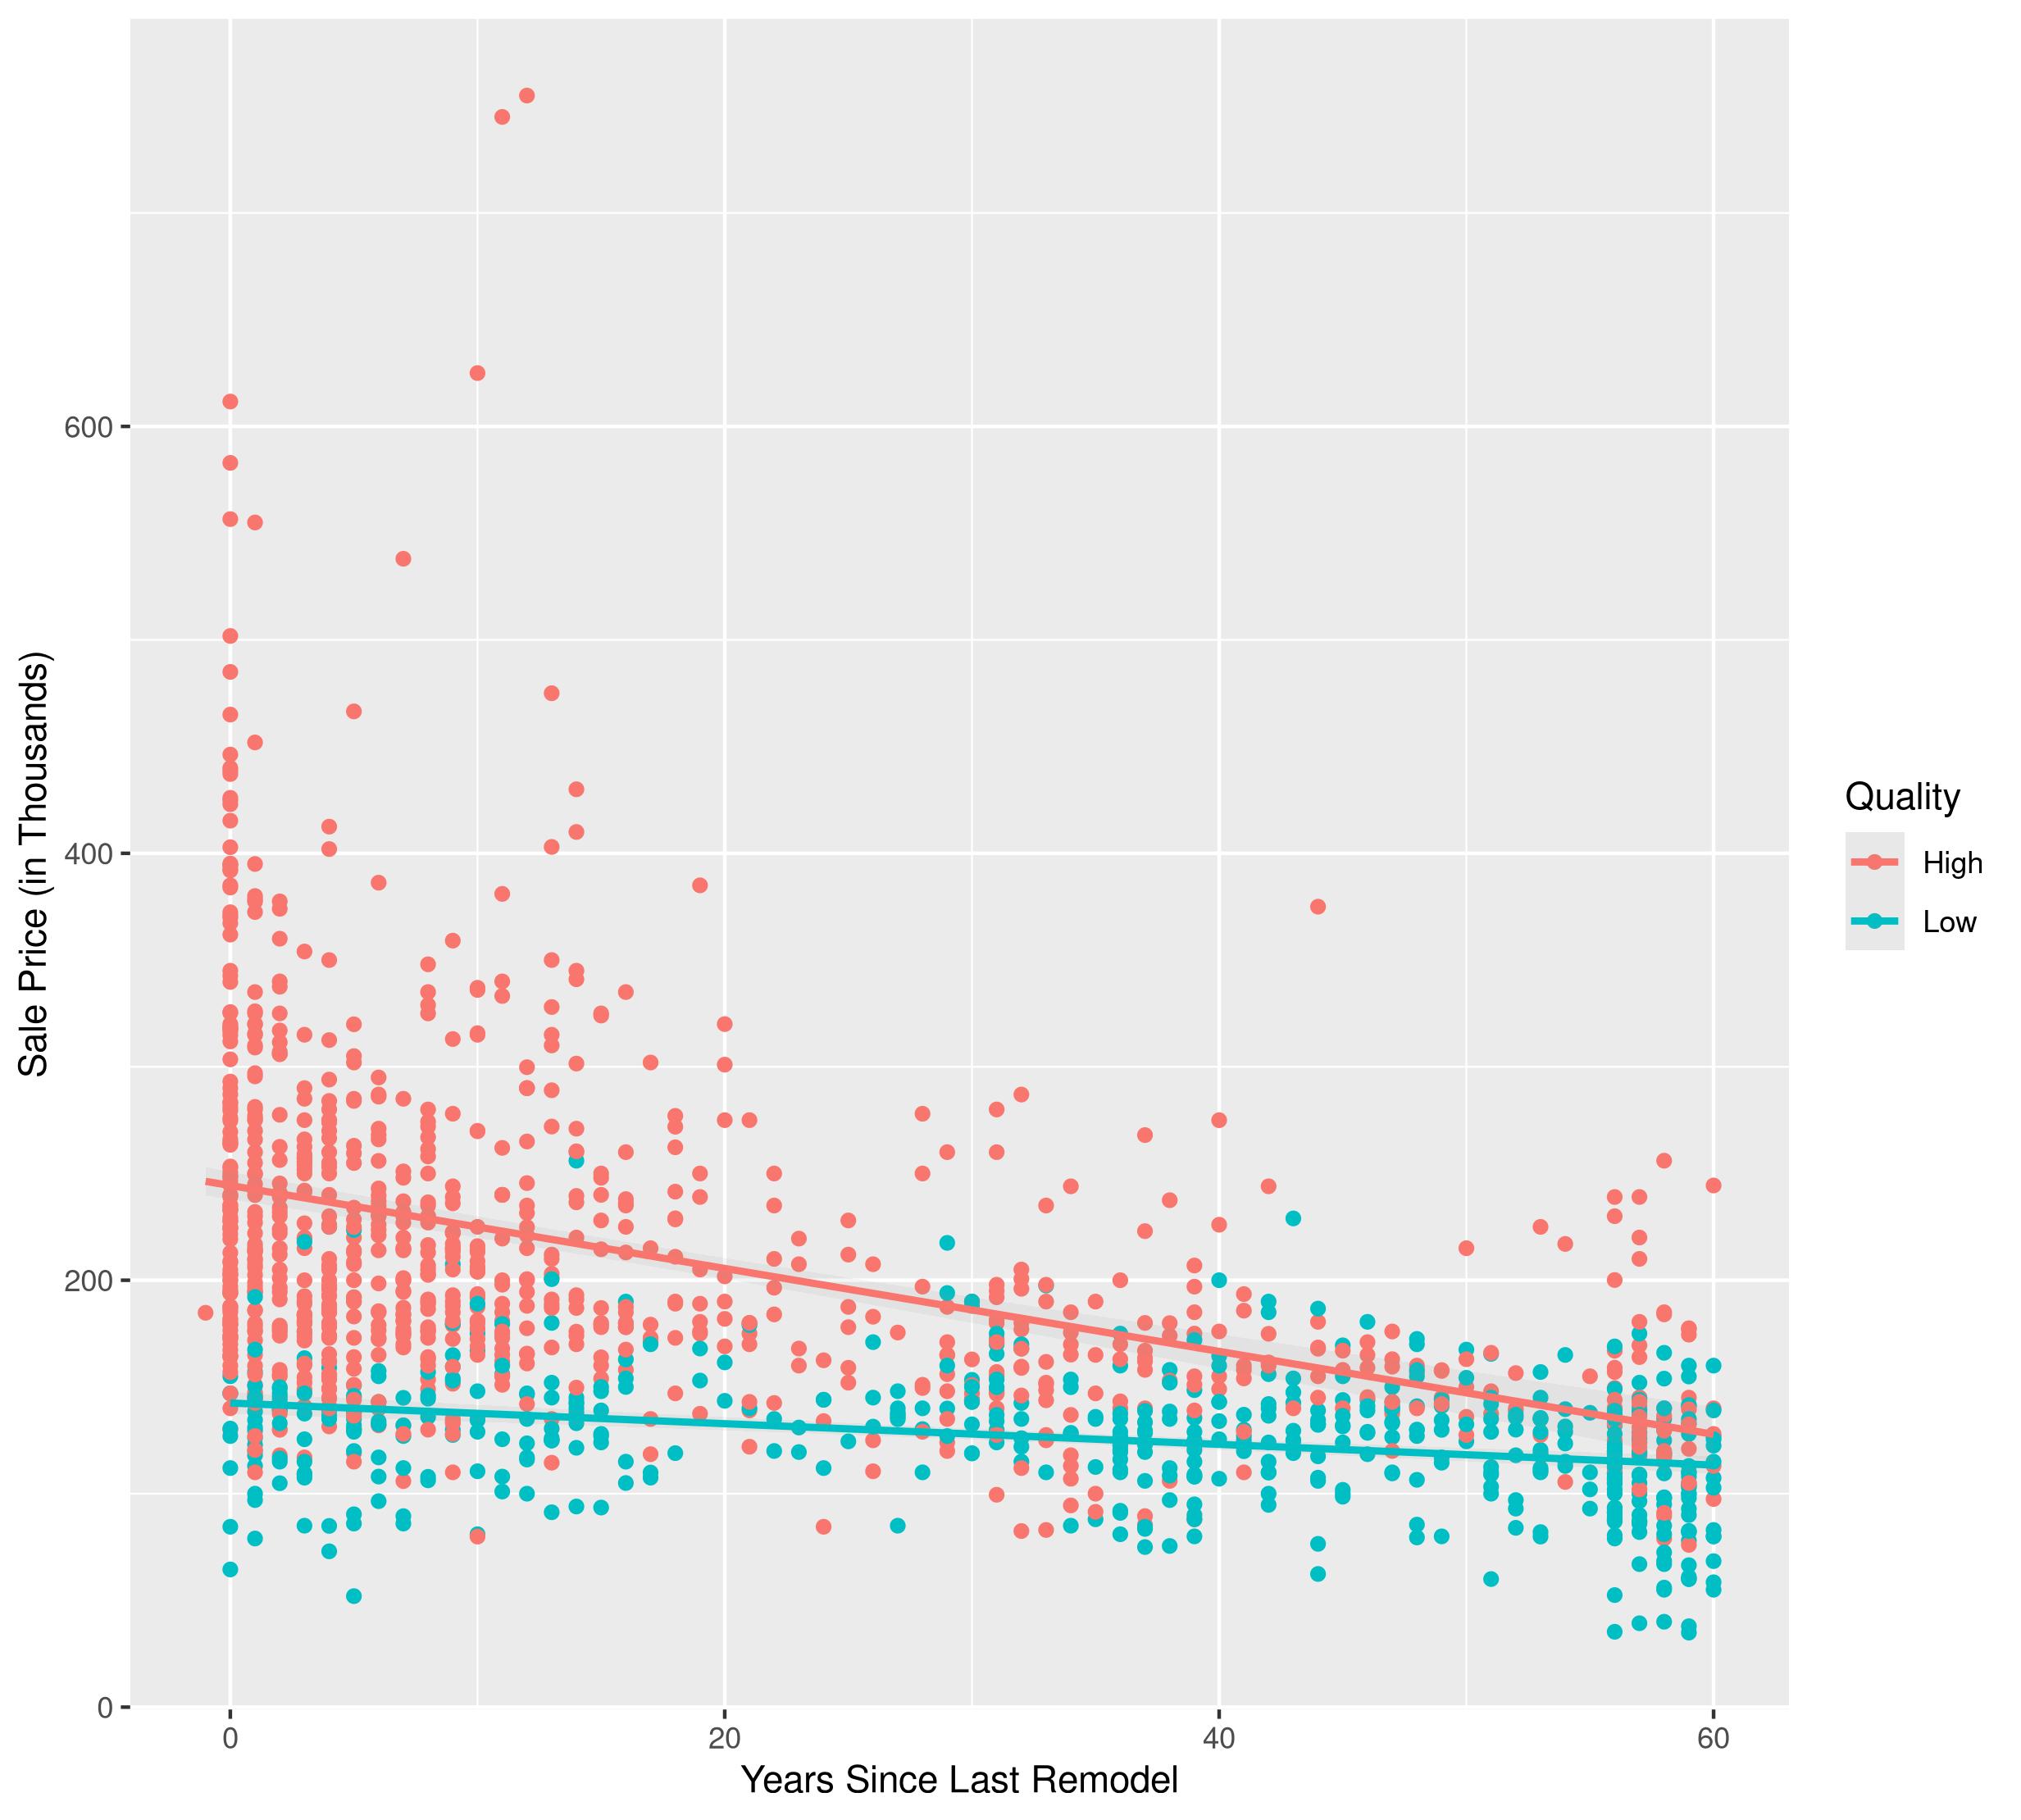 600
400
200
0
0 20 40 60
Years Since Last Remodel
Sale Price (in Thousands)
Quality
High
Low